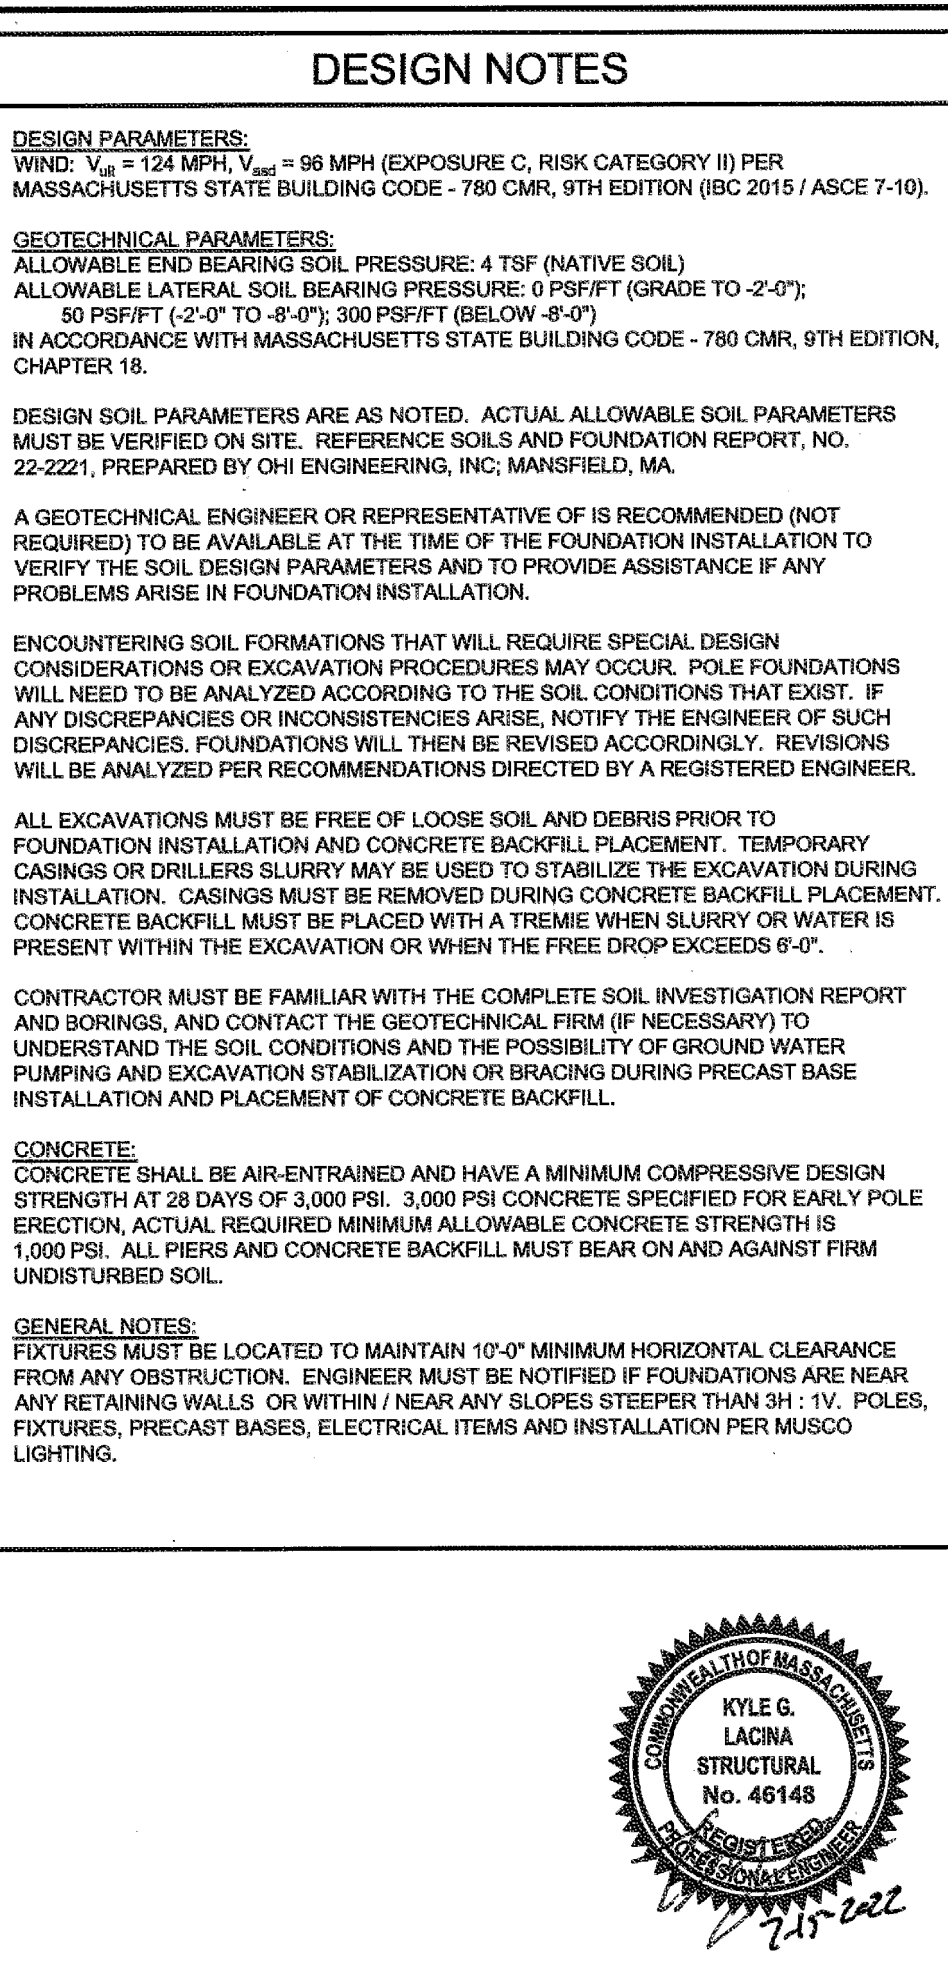 DESIGN NOTES
DESIGN PARAMETERS:
WIND: Vult = 124 MPH, Vasd = 96 MPH (EXPOSURE C, RISK CATEGORY II) PER
MASSACHUSETTS STATE BUILDING CODE - 780 CMR, 9TH EDITION (IBC 2015 / ASCE 7-10).
GEOTECHNICAL PARAMETERS:
ALLOWABLE END BEARING SOIL PRESSURE: 4 TSF (NATIVE SOIL)
ALLOWABLE LATERAL SOIL BEARING PRESSURE: 0 PSF/FT (GRADE TO -2'-0");
50 PSF/FT (-2'-0" TO -8'-0"); 300 PSF/FT (BELOW -8'-0")
IN ACCORDANCE WITH MASSACHUSETTS STATE BUILDING CODE - 780 CMR, 9TH EDITION,
CHAPTER 18.
DESIGN SOIL PARAMETERS ARE AS NOTED. ACTUAL ALLOWABLE SOIL PARAMETERS
MUST BE VERIFIED ON SITE. REFERENCE SOILS AND FOUNDATION REPORT, NO.
22-2221, PREPARED BY OHI ENGINEERING, INC; MANSFIELD, MA.
A GEOTECHNICAL ENGINEER OR REPRESENTATIVE OF IS RECOMMENDED (NOT
REQUIRED) TO BE AVAILABLE AT THE TIME OF THE FOUNDATION INSTALLATION TO
VERIFY THE SOIL DESIGN PARAMETERS AND TO PROVIDE ASSISTANCE IF ANY
PROBLEMS ARISE IN FOUNDATION INSTALLATION.
ENCOUNTERING SOIL FORMATIONS THAT WILL REQUIRE SPECIAL DESIGN
CONSIDERATIONS OR EXCAVATION PROCEDURES MAY OCCUR. POLE FOUNDATIONS
WILL NEED TO BE ANALYZED ACCORDING TO THE SOIL CONDITIONS THAT EXIST. IF
ANY DISCREPANCIES OR INCONSISTENCIES ARISE, NOTIFY THE ENGINEER OF SUCH
DISCREPANCIES. FOUNDATIONS WILL THEN BE REVISED ACCORDINGLY. REVISIONS
WILL BE ANALYZED PER RECOMMENDATIONS DIRECTED BY A REGISTERED ENGINEER.
ALL EXCAVATIONS MUST BE FREE OF LOOSE SOIL AND DEBRIS PRIOR TO
FOUNDATION INSTALLATION AND CONCRETE BACKFILL PLACEMENT. TEMPORARY
CASINGS OR DRILLERS SLURRY MAY BE USED TO STABILIZE THE EXCAVATION DURING
INSTALLATION. CASINGS MUST BE REMOVED DURING CONCRETE BACKFILL PLACEMENT.
CONCRETE BACKFILL MUST BE PLACED WITH A TREMIE WHEN SLURRY OR WATER IS
PRESENT WITHIN THE EXCAVATION OR WHEN THE FREE DROP EXCEEDS 6'-0".
CONTRACTOR MUST BE FAMILIAR WITH THE COMPLETE SOIL INVESTIGATION REPORT
AND BORINGS, AND CONTACT THE GEOTECHNICAL FIRM (IF NECESSARY) TO
UNDERSTAND THE SOIL CONDITIONS AND THE POSSIBILITY OF GROUND WATER
PUMPING AND EXCAVATION STABILIZATION OR BRACING DURING PRECAST BASE
INSTALLATION AND PLACEMENT OF CONCRETE BACKFILL.
CONCRETE:
CONCRETE SHALL BE AIR-ENTRAINED AND HAVE A MINIMUM COMPRESSIVE DESIGN
STRENGTH AT 28 DAYS OF 3,000 PSI. 3,000 PSI CONCRETE SPECIFIED FOR EARLY POLE
ERECTION, ACTUAL REQUIRED MINIMUM ALLOWABLE CONCRETE STRENGTH IS
1,000 PSI. ALL PIERS AND CONCRETE BACKFILL MUST BEAR ON AND AGAINST FIRM
UNDISTURBED SOIL.
GENERAL NOTES:
FIXTURES MUST BE LOCATED TO MAINTAIN 10'-0" MINIMUM HORIZONTAL CLEARANCE
FROM ANY OBSTRUCTION. ENGINEER MUST BE NOTIFIED IF FOUNDATIONS ARE NEAR
ANY RETAINING WALLS OR WITHIN / NEAR ANY SLOPES STEEPER THAN 3H : 1V. POLES,
FIXTURES, PRECAST BASES, ELECTRICAL ITEMS AND INSTALLATION PER MUSCO
LIGHTING.
COMMONWEALTH OF MASSACHUSETTS
KYLE G.
LACINA
STRUCTURAL
No. 46148
REGISTERED
PROFESSIONAL ENGINEER
7-15-2022